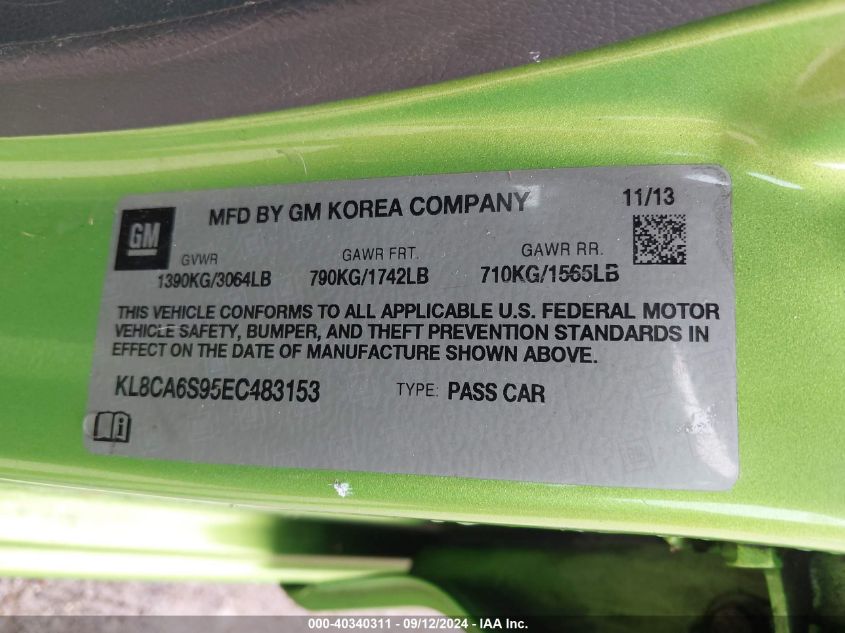 GM
MFD BY GM KOREA COMPANY
11/13
GVWR
GAWR FRT.
GAWR RR.
1390KG/3064LB
790KG/1742LB
710KG/1565LB
THIS VEHICLE CONFORMS TO ALL APPLICABLE U.S. FEDERAL MOTOR
VEHICLE SAFETY, BUMPER, AND THEFT PREVENTION STANDARDS IN
EFFECT ON THE DATE OF MANUFACTURE SHOWN ABOVE.
KL8CA6S95EC483153
TYPE: PASS CAR
000-40340311 - 09/12/2024 - IAA Inc.